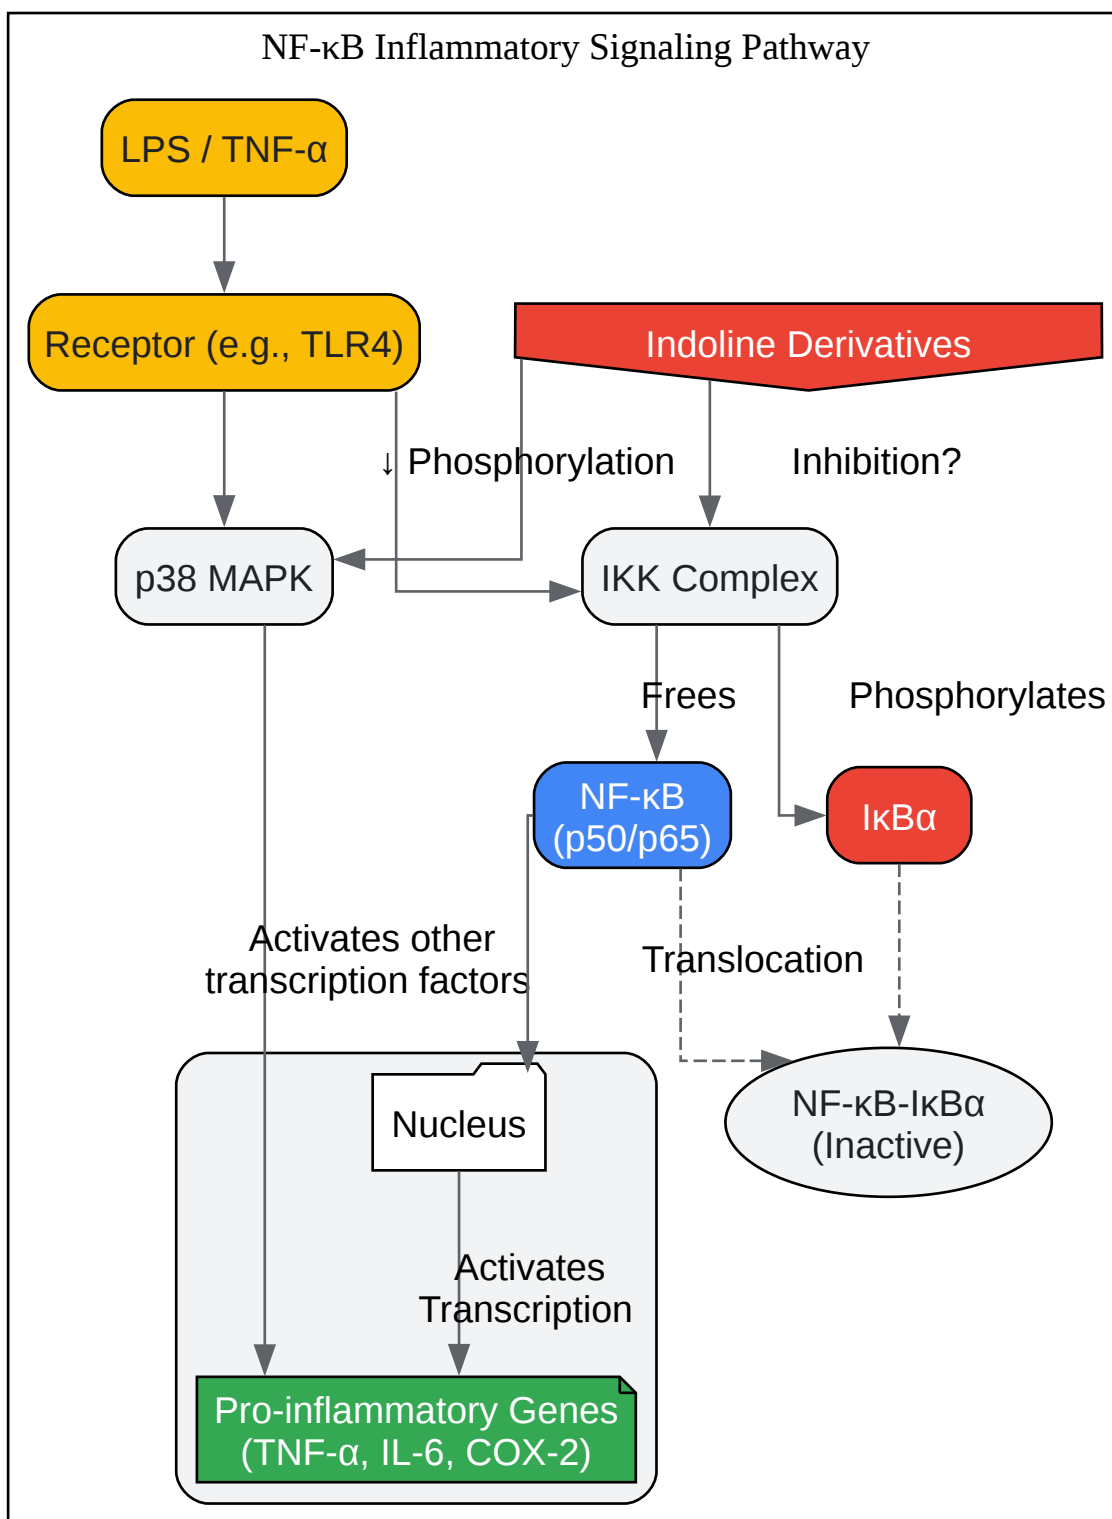 NF-κB Inflammatory Signaling Pathway
LPS / TNF-α
Receptor (e.g., TLR4)
Indoline Derivatives
↓ Phosphorylation
Inhibition?
p38 MAPK
IKK Complex
Frees
Phosphorylates
NF-κB
(p50/p65)
IκBα
Activates other
transcription factors
Translocation
Nucleus
NF-κB-IκBα
(Inactive)
Activates
Transcription
Pro-inflammatory Genes
(TNF-α, IL-6, COX-2)